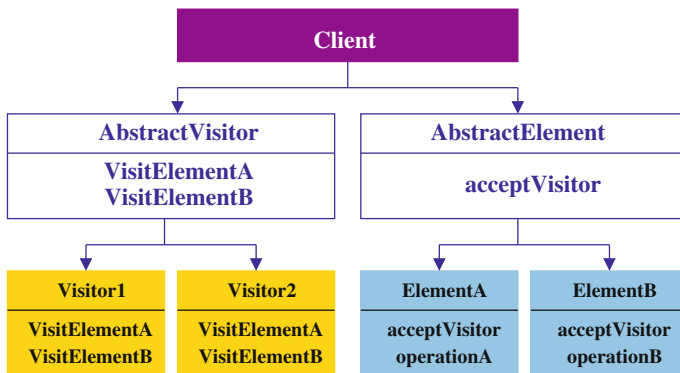 Client
AbstractVisitor
VisitElementA
VisitElementB
AbstractElement
acceptVisitor
Visitor1
VisitElementA
VisitElementB
Visitor2
VisitElementA
VisitElementB
ElementA
acceptVisitor
operationA
ElementB
acceptVisitor
operationB